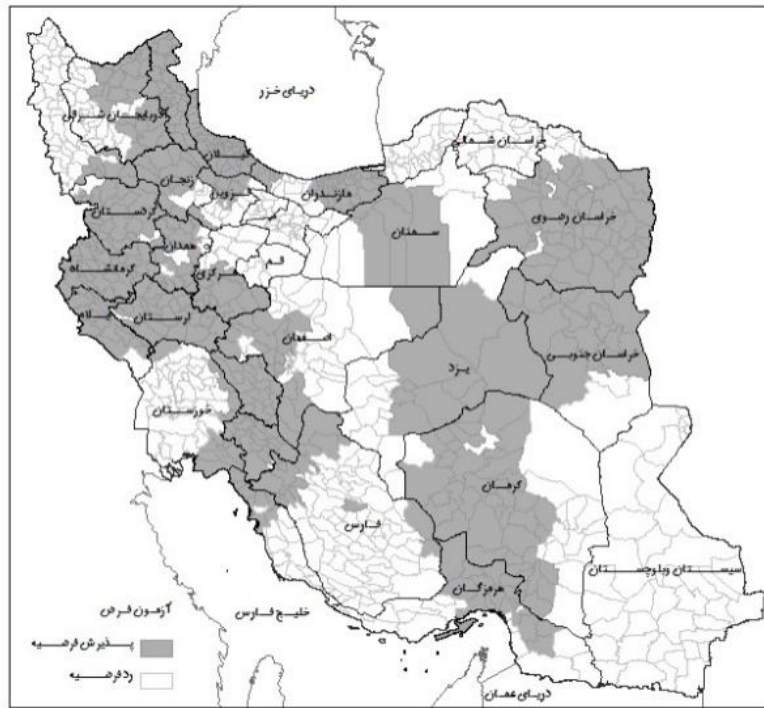 دریای خزر
آذربایجان شرقی
خراسان شمالی
گیلان
زنجان
قزوین
مازندران
کردستان
سمنان
خراسان رضوی
همدان
قم
کرمانشاه
مرکزی
ایلام
لرستان
اصفهان
یزد
خراسان جنوبی
خوزستان
کرمان
فارس
سیستان وبلوچستان
هرمزگان
خلیج فارس
دریای عمان
آزمون فرض
پذیرش فرضیه
رد فرضیه